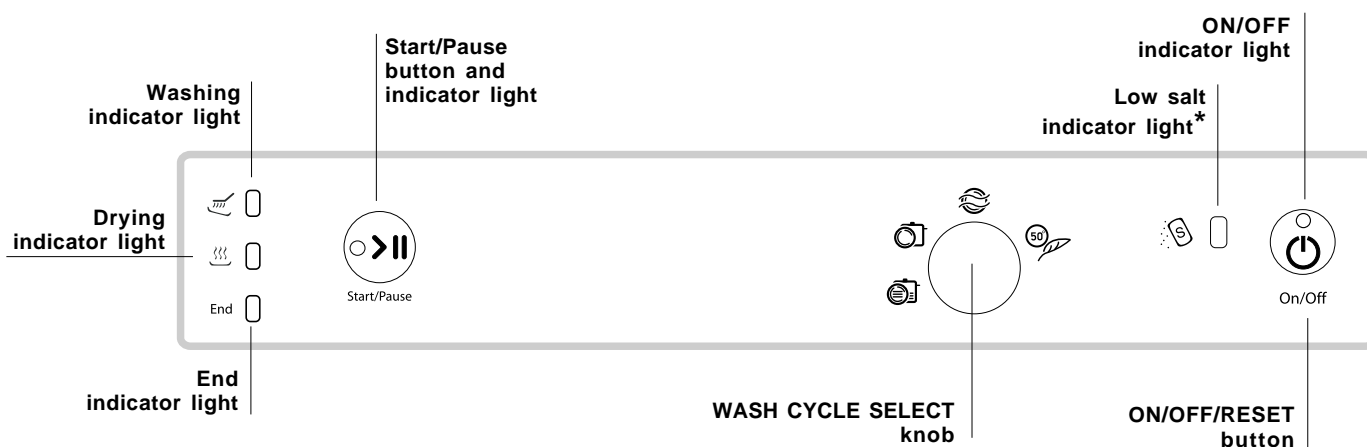 ON/OFF
indicator light
Start/Pause
button and
indicator light
Washing
indicator light
Low salt
indicator light*
Drying
indicator light
50°
S
Start/Pause
End
On/Off
End
indicator light
WASH CYCLE SELECT
knob
ON/OFF/RESET
button